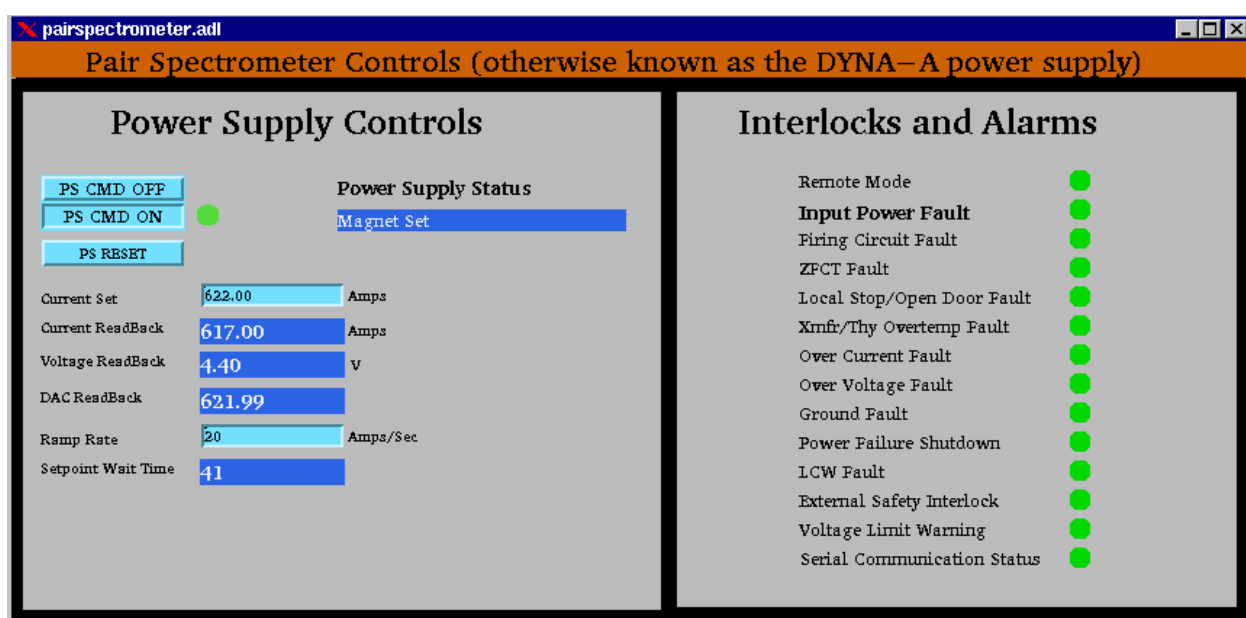 pairspectrometer.adl
Pair Spectrometer Controls (otherwise known as the DYNA-A power supply)
Power Supply Controls
PS CMD OFF
Power Supply Status
PS CMD ON
Magnet Set
PS RESET
Current Set 622.00 Amps
Current ReadBack 617.00 Amps
Voltage ReadBack 4.40 V
DAC ReadBack 621.99
Ramp Rate 20 Amps/Sec
Setpoint Wait Time 41
Interlocks and Alarms
Remote Mode
Input Power Fault
Firing Circuit Fault
ZFCT Fault
Local Stop/Open Door Fault
Xmfr/Thy Overtemp Fault
Over Current Fault
Over Voltage Fault
Ground Fault
Power Failure Shutdown
LCW Fault
External Safety Interlock
Voltage Limit Warning
Serial Communication Status